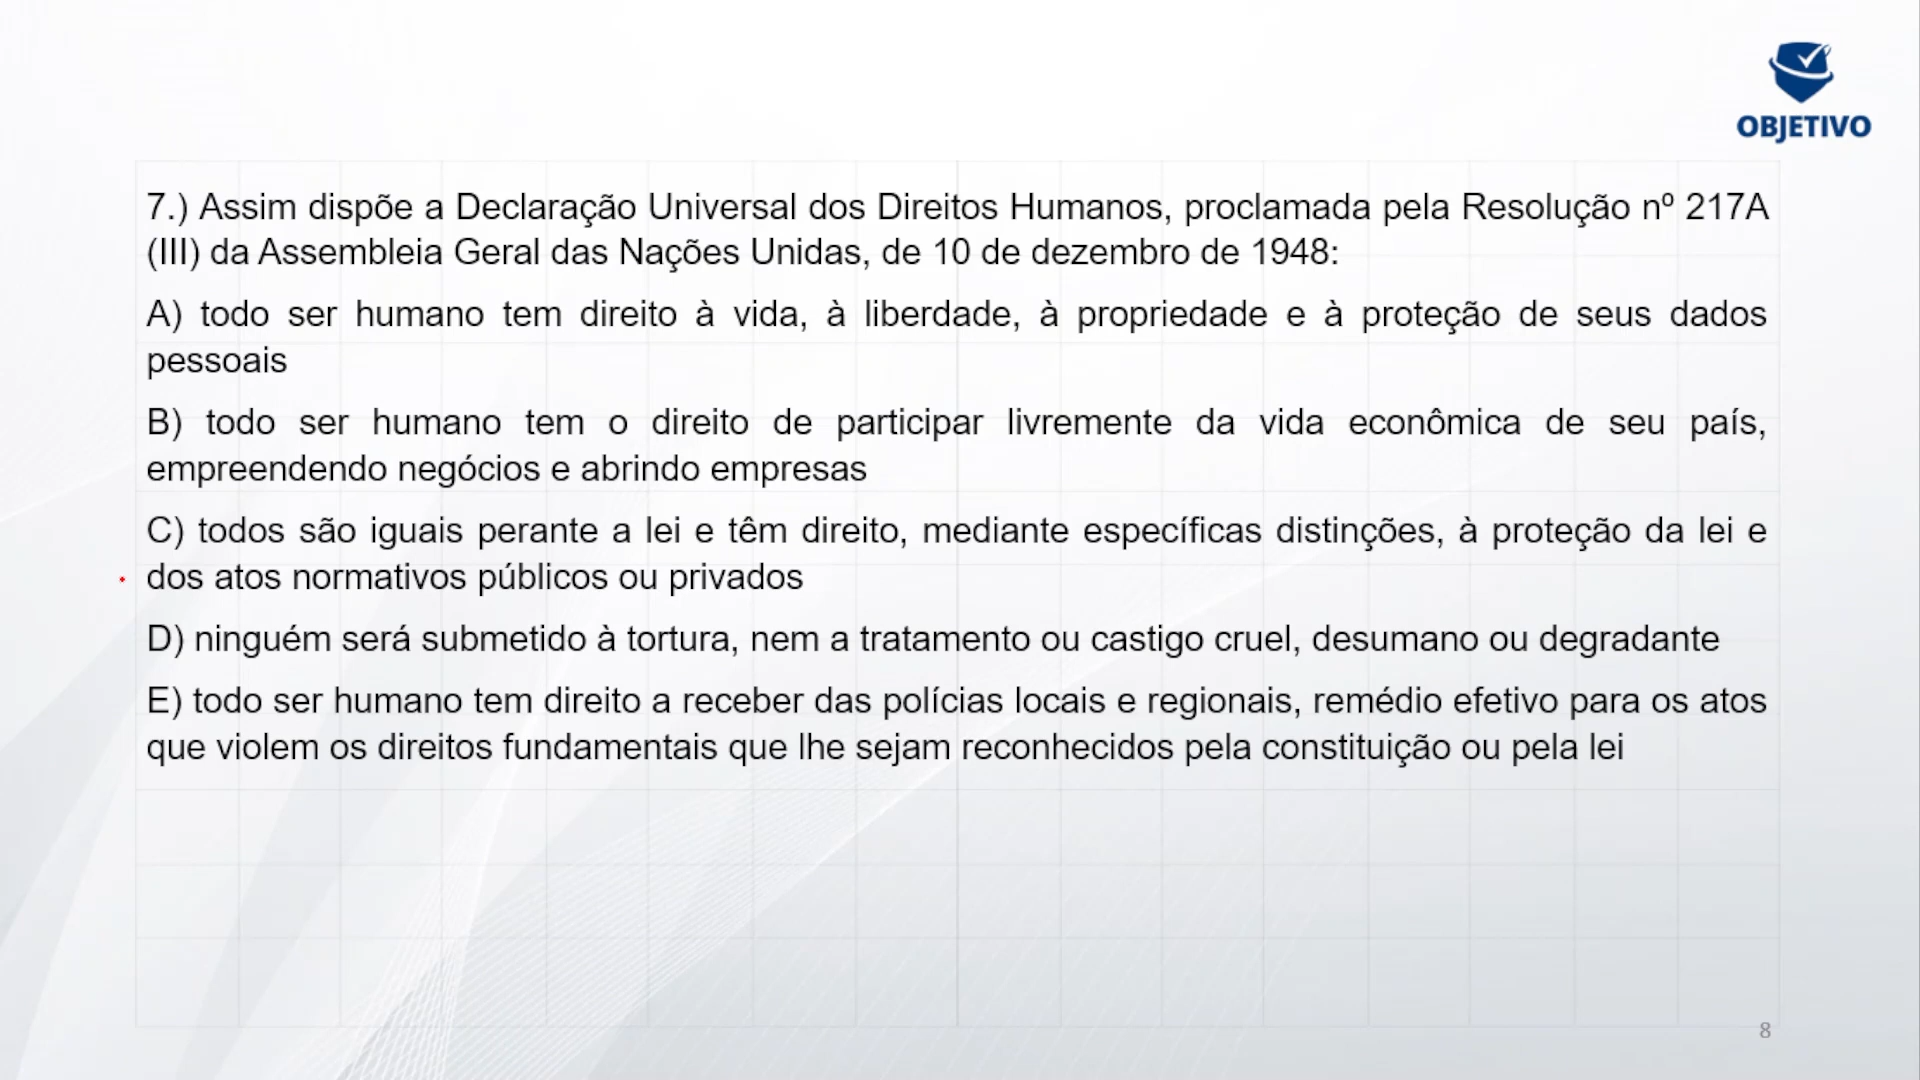 OBJETIVO
7.) Assim dispõe a Declaração Universal dos Direitos Humanos, proclamada pela Resolução nº 217A
(III) da Assembleia Geral das Nações Unidas, de 10 de dezembro de 1948:
A) todo ser humano tem direito à vida, à liberdade, à propriedade e à proteção de seus dados
pessoais
B) todo ser humano tem o direito de participar livremente da vida econômica de seu país,
empreendendo negócios e abrindo empresas
C) todos são iguais perante a lei e têm direito, mediante específicas distinções, à proteção da lei e
dos atos normativos públicos ou privados
D) ninguém será submetido à tortura, nem a tratamento ou castigo cruel, desumano ou degradante
E) todo ser humano tem direito a receber das polícias locais e regionais, remédio efetivo para os atos
que violem os direitos fundamentais que lhe sejam reconhecidos pela constituição ou pela lei
8